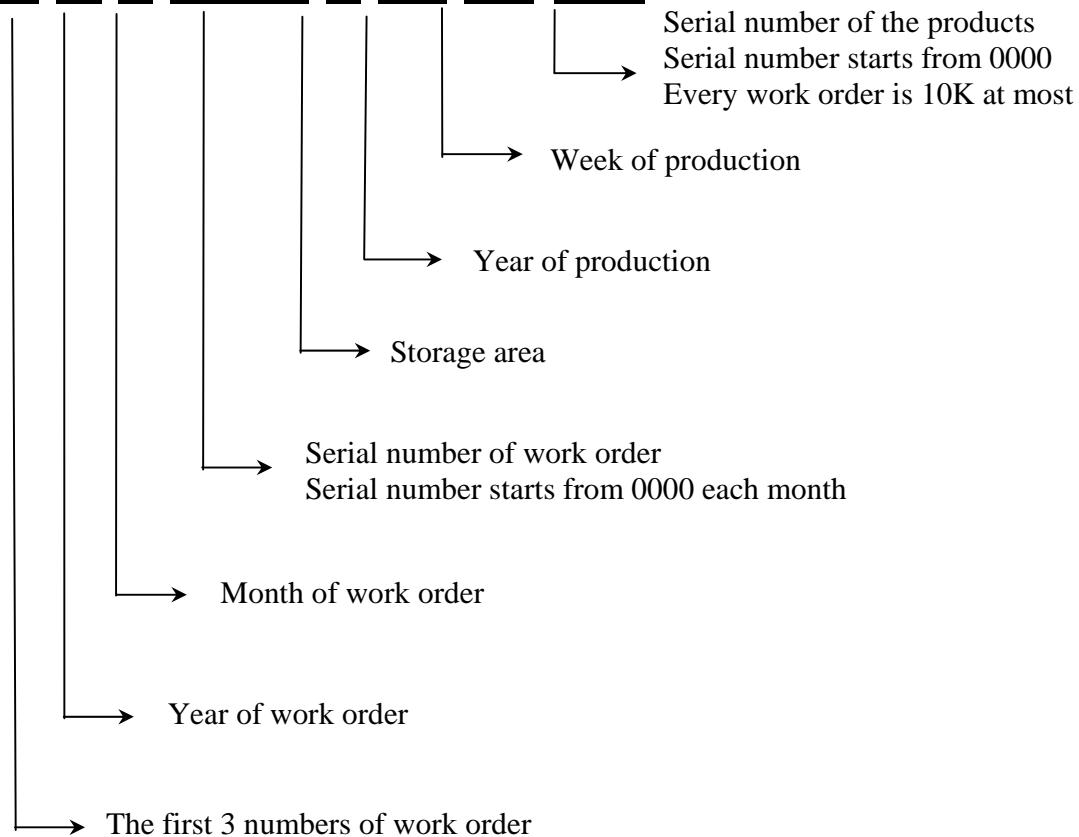 Serial number of the products
Serial number starts from 0000
Every work order is 10K at most
Week of production
Year of production
Storage area
Serial number of work order
Serial number starts from 0000 each month
Month of work order
Year of work order
The first 3 numbers of work order